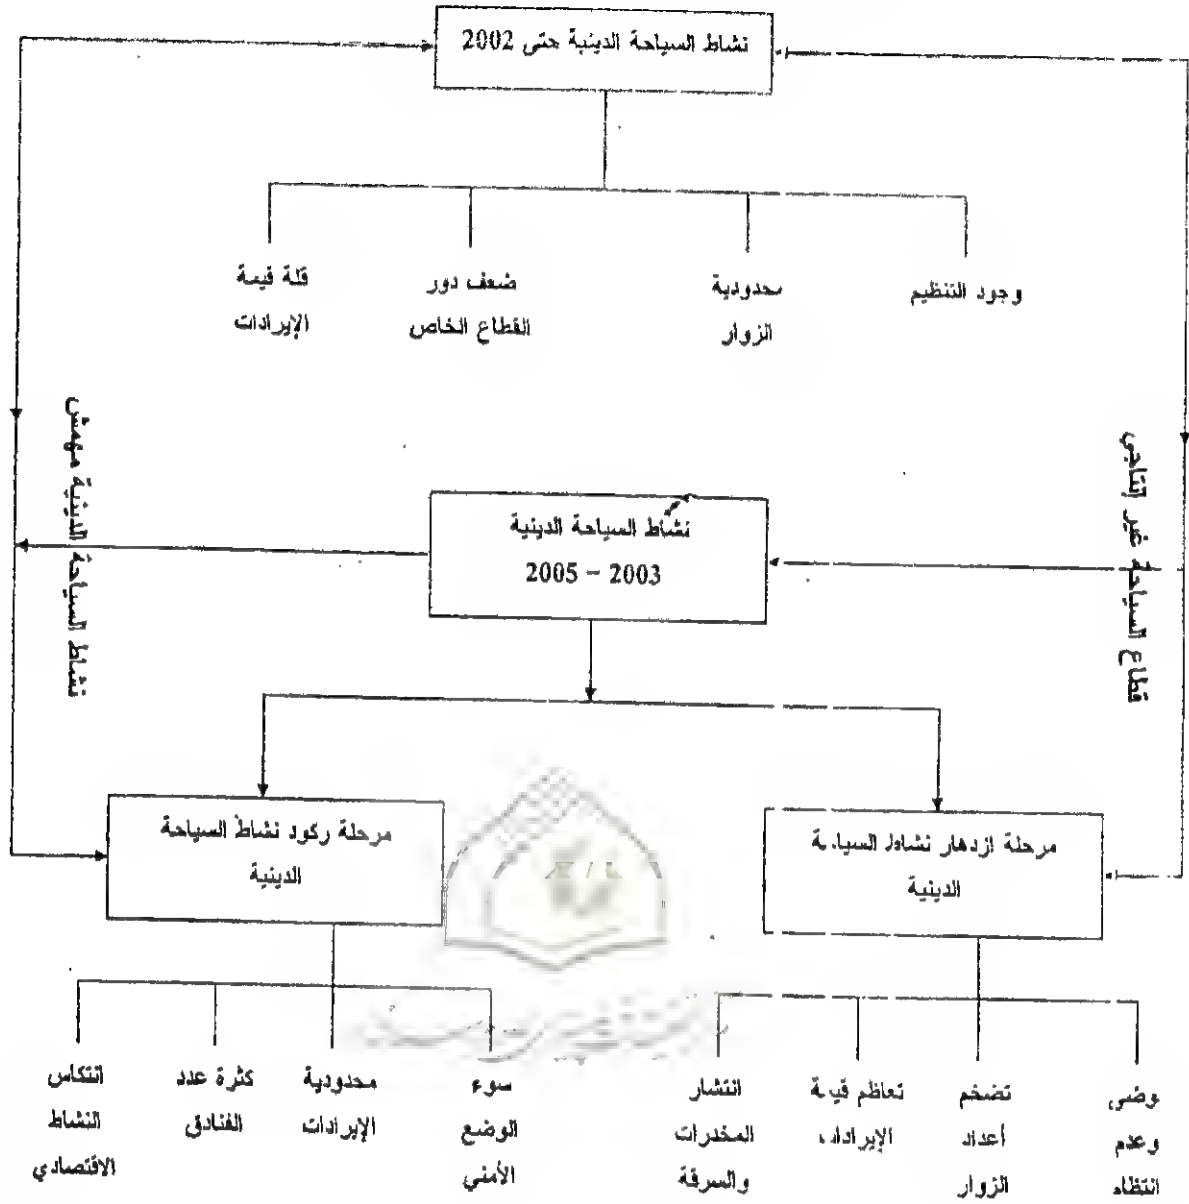 نشاط السياحة الدينية حتى 2002
وجود التنظيم
محدودية
الزوار
ضعف دور
القطاع الخاص
قلة قيمة
الإيرادات
قطاع السياحة غير إنتاجي
نشاط السياحة الدينية مهمش
نشاط السياحة الدينية
2003 – 2005
مرحلة ازدهار نشاط السياحة
الدينية
مرحلة ركود نشاط السياحة
الدينية
وضى
وعدم
انتظام
تضخم
أعداد
الزوار
تعاظم قيمة
الإيرادات
انتشار
المخدرات
والسرقة
سوء
الوضع
الأمني
محدودية
الإيرادات
كثرة عدد
الفنادق
انتكاس
النشاط
الاقتصادي